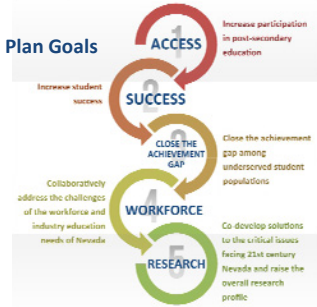 Plan Goals
1
ACCESS
Increase participation
in post-secondary
education
Increase student
success
2
SUCCESS
3
CLOSE THE
ACHIEVEMENT
GAP
Close the achievement
gap among
underserved student
populations
Collaboratively
address the challenges
of the workforce and
industry education
needs of Nevada
4
WORKFORCE
5
RESEARCH
Co-develop solutions
to the critical issues
facing 21st century
Nevada and raise the
overall research
profile